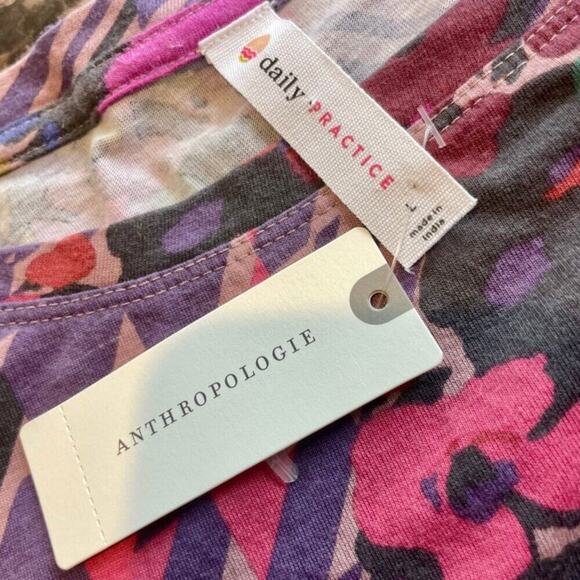 daily
PRACTICE
L
made in
India
ANTHROPOLOGIE